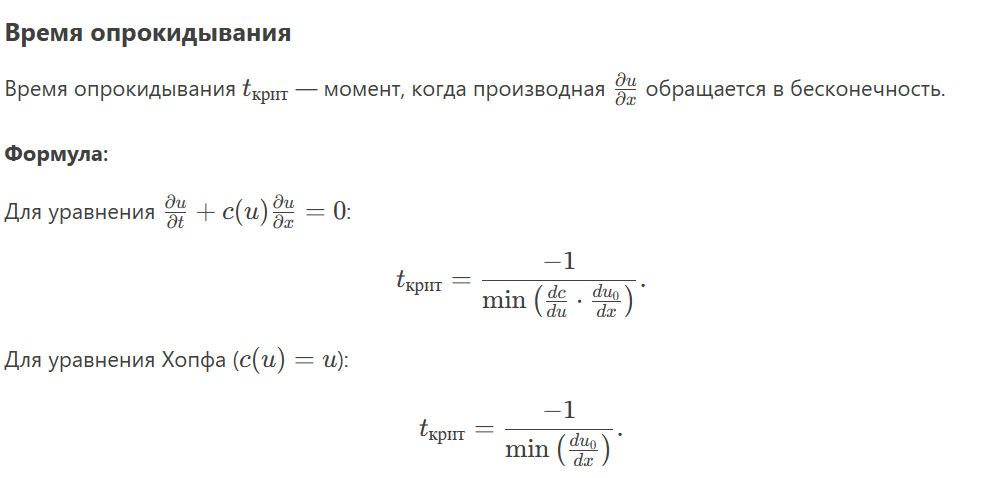 Время опрокидывания
Время опрокидывания $t_{\text{крит}}$ — момент, когда производная $\frac{\partial u}{\partial x}$ обращается в бесконечность.
Формула:
Для уравнения $\frac{\partial u}{\partial t} + c(u)\frac{\partial u}{\partial x} = 0$:
$t_{\text{крит}} = \frac{-1}{\min\left(\frac{dc}{du} \cdot \frac{du_0}{dx}\right)}.$
Для уравнения Хопфа ($c(u) = u$):
$t_{\text{крит}} = \frac{-1}{\min\left(\frac{du_0}{dx}\right)}.$